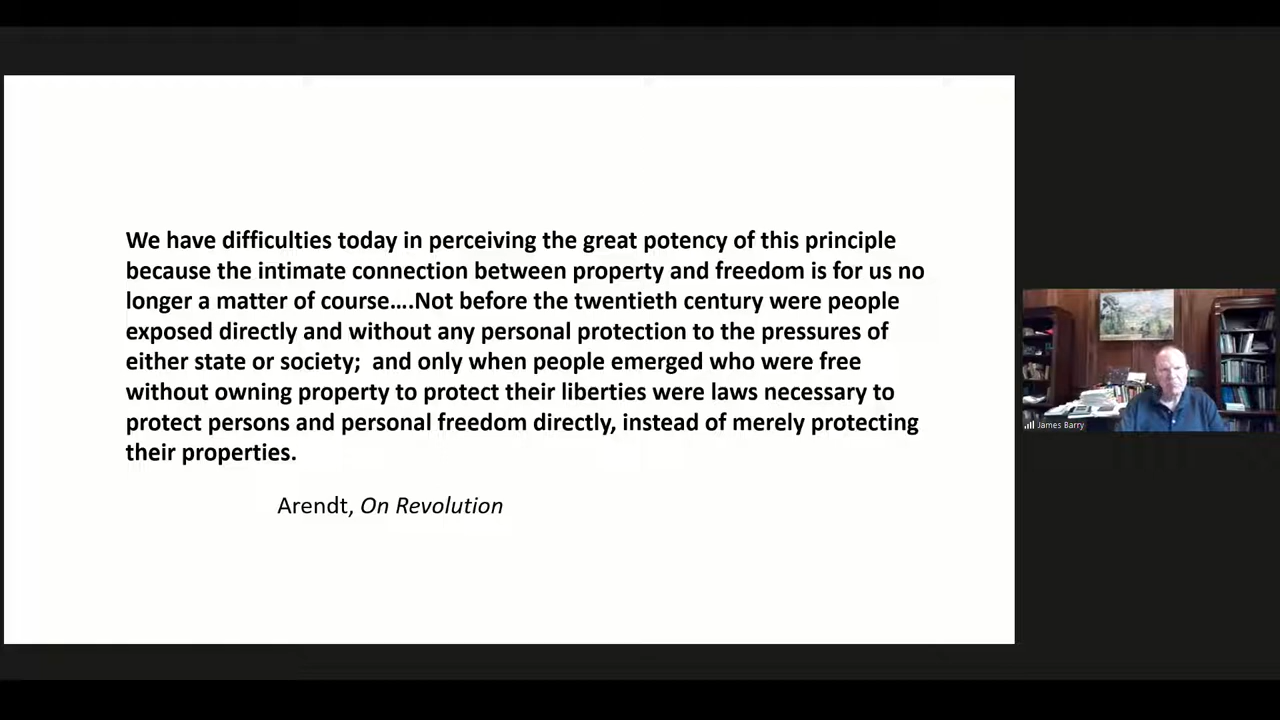 We have difficulties today in perceiving the great potency of this principle
because the intimate connection between property and freedom is for us no
longer a matter of course....Not before the twentieth century were people
exposed directly and without any personal protection to the pressures of
either state or society;  and only when people emerged who were free
without owning property to protect their liberties were laws necessary to
protect persons and personal freedom directly, instead of merely protecting
their properties.
Arendt, On Revolution
James Barry